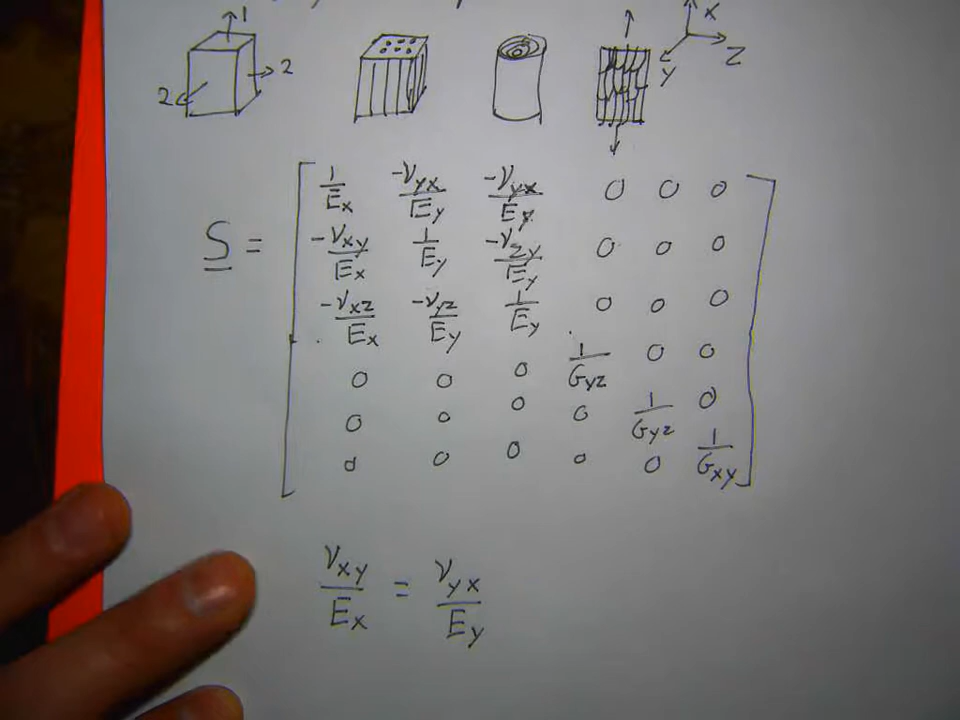 1
2
2
X
Y
Z
S = [ 1/Ex -νyx/Ey -νyx/Ey 0 0 0
-νxy/Ex 1/Ey -νzy/Ey 0 0 0
-νxz/Ex -νyz/Ey 1/Ey 0 0 0
0 0 0 1/Gyz 0 0
0 0 0 0 1/Gyz 0
0 0 0 0 0 1/Gxy ]
νxy/Ex = νyx/Ey